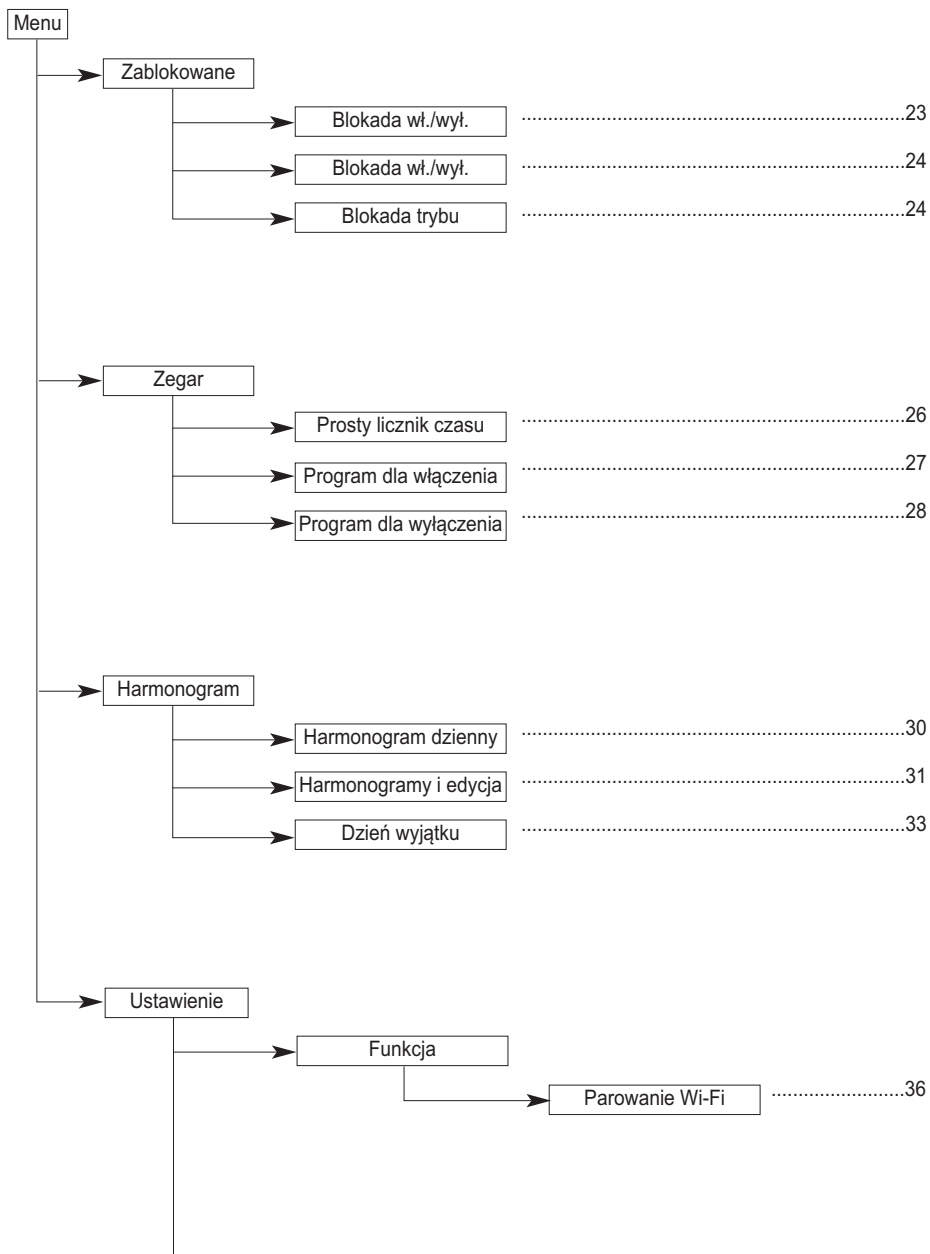 Menu
Zablokowane
Blokada wł./wył. ........................................................................................23
Blokada wł./wył. ........................................................................................24
Blokada trybu ........................................................................................24
Zegar
Prosty licznik czasu ........................................................................................26
Program dla włączenia ........................................................................................27
Program dla wyłączenia ........................................................................................28
Harmonogram
Harmonogram dzienny ........................................................................................30
Harmonogramy i edycja ........................................................................................31
Dzień wyjątku ........................................................................................33
Ustawienie
Funkcja
Parowanie Wi-Fi ..............................36